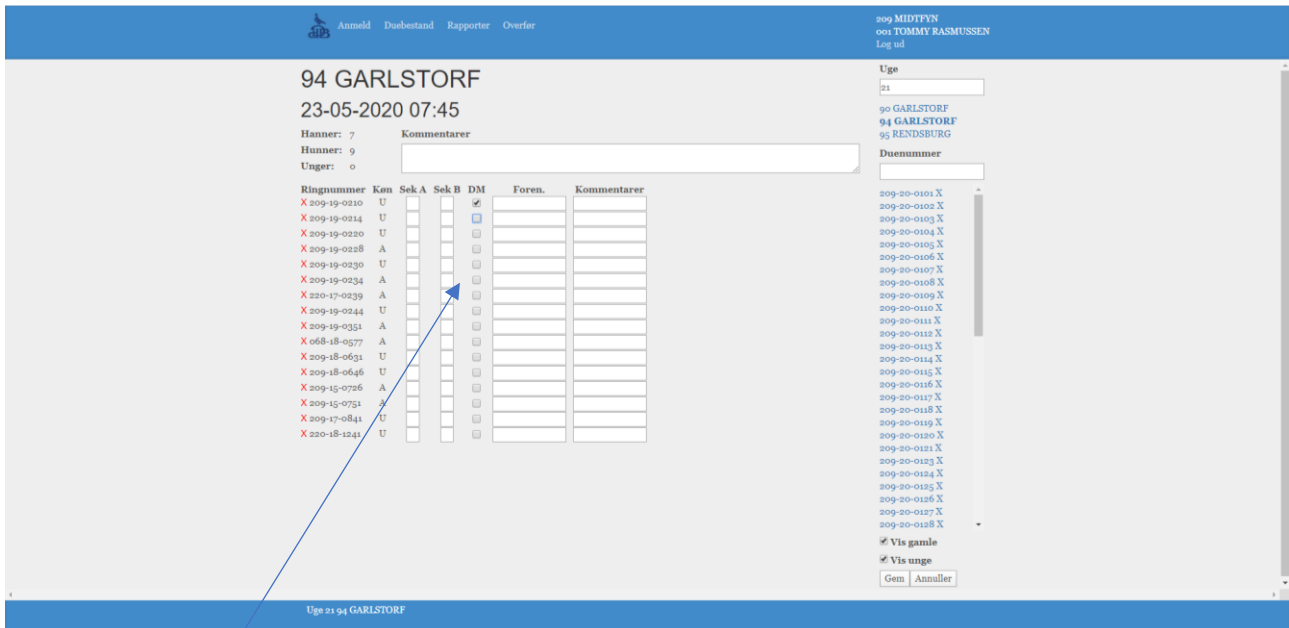 Anmeld Duebestand Rapporter Overfør
209 MIDTFYN
001 TOMMY RASMUSSEN
Log ud
94 GARLSTORF
23-05-2020 07:45
Hanner: 7 Kommentarer
Hunner: 9
Unger: 0
Ringnummer Køn Sek A Sek B DM Foren. Kommentarer
X 209-19-0210 U
X 209-19-0214 U
X 209-19-0220 U
X 209-19-0228 A
X 209-19-0230 U
X 209-19-0234 A
X 220-17-0239 A
X 209-19-0244 U
X 209-19-0351 A
X 068-18-0577 A
X 209-18-0631 U
X 209-18-0646 U
X 209-15-0726 A
X 209-15-0751 A
X 209-17-0841 U
X 220-18-1241 U
Uge
21
90 GARLSTORF
94 GARLSTORF
95 RENDSBURG
Duenummer
209-20-0101 X
209-20-0102 X
209-20-0103 X
209-20-0104 X
209-20-0105 X
209-20-0106 X
209-20-0107 X
209-20-0108 X
209-20-0109 X
209-20-0110 X
209-20-0111 X
209-20-0112 X
209-20-0113 X
209-20-0114 X
209-20-0115 X
209-20-0116 X
209-20-0117 X
209-20-0118 X
209-20-0119 X
209-20-0120 X
209-20-0121 X
209-20-0123 X
209-20-0124 X
209-20-0125 X
209-20-0126 X
209-20-0127 X
209-20-0128 X
Vis gamle
Vis unge
Gem Annuller
Uge 21 94 GARLSTORF